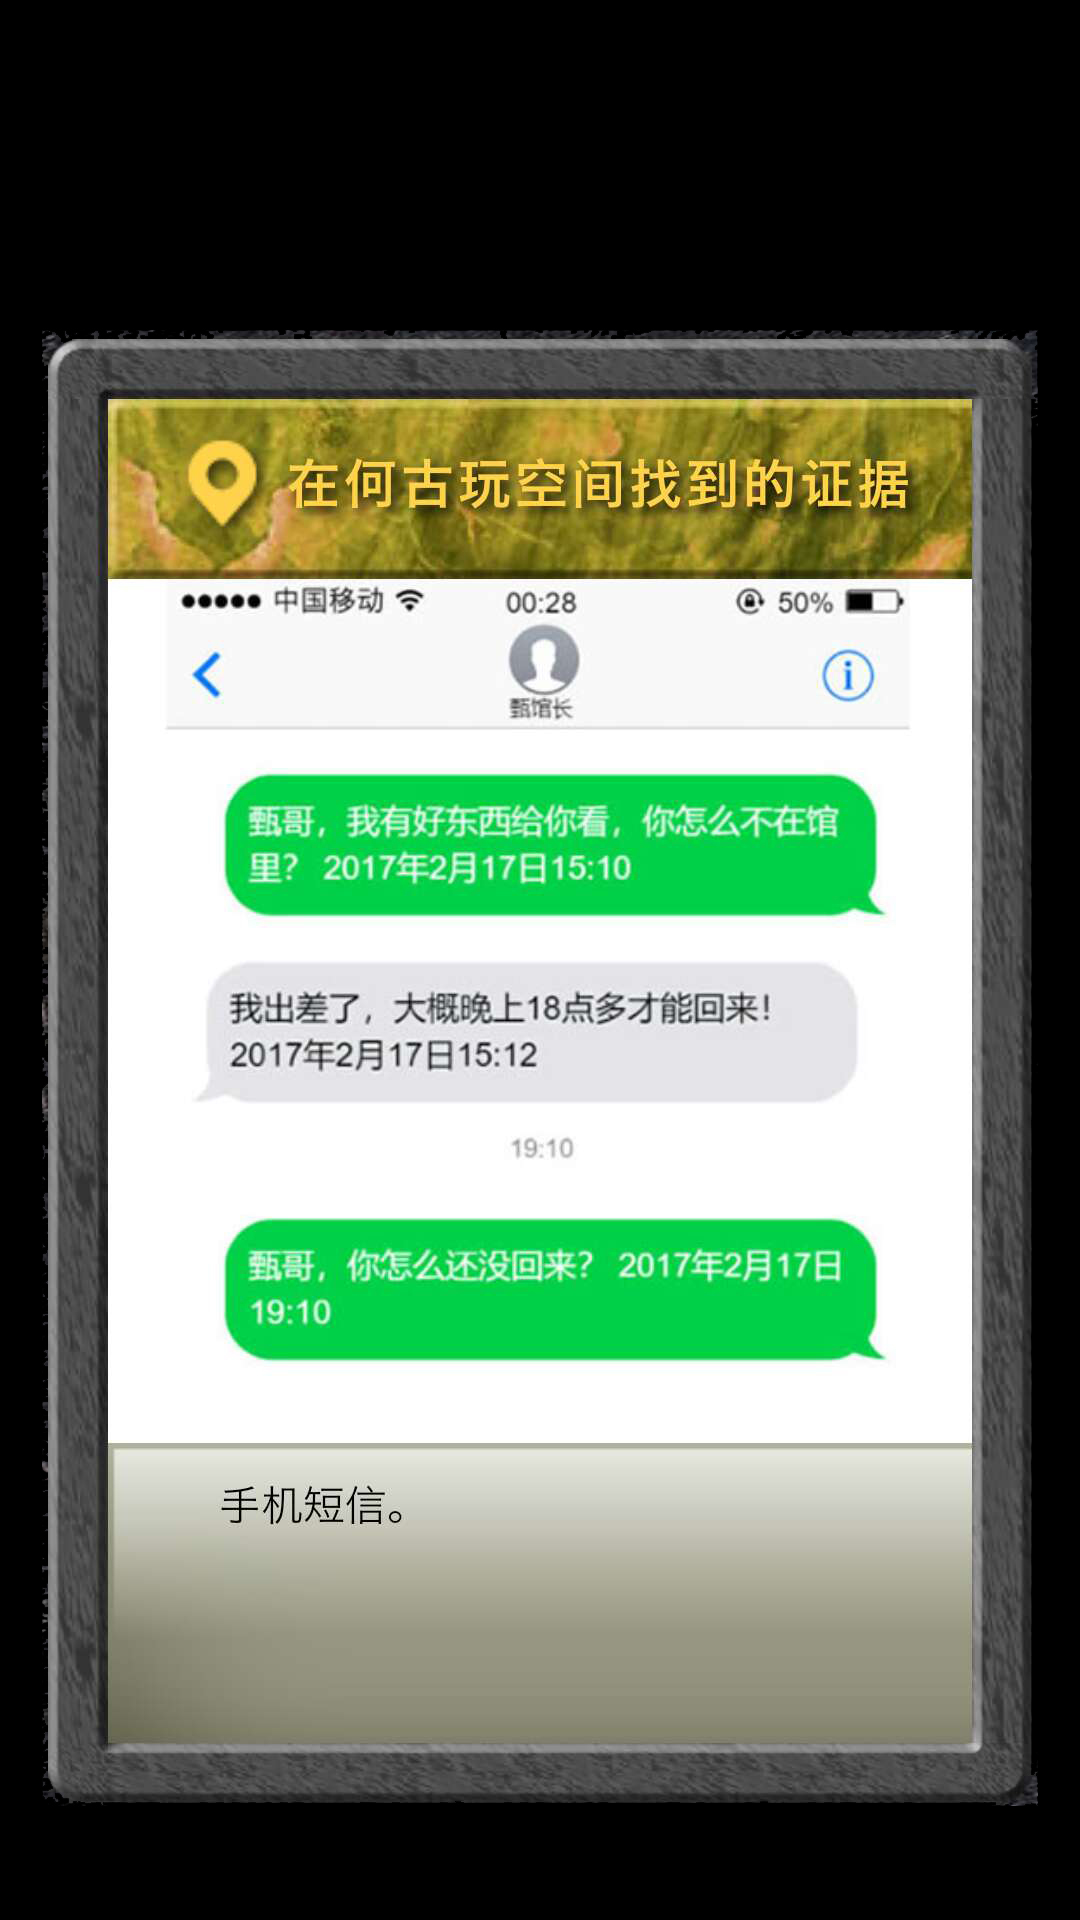 在何古玩空间找到的证据
中国移动 00:28 50%
甄馆长
甄哥，我有好东西给你看，你怎么不在馆
里？ 2017年2月17日15:10
我出差了，大概晚上18点多才能回来！
2017年2月17日15:12
19:10
甄哥，你怎么还没回来？ 2017年2月17日
19:10
手机短信。